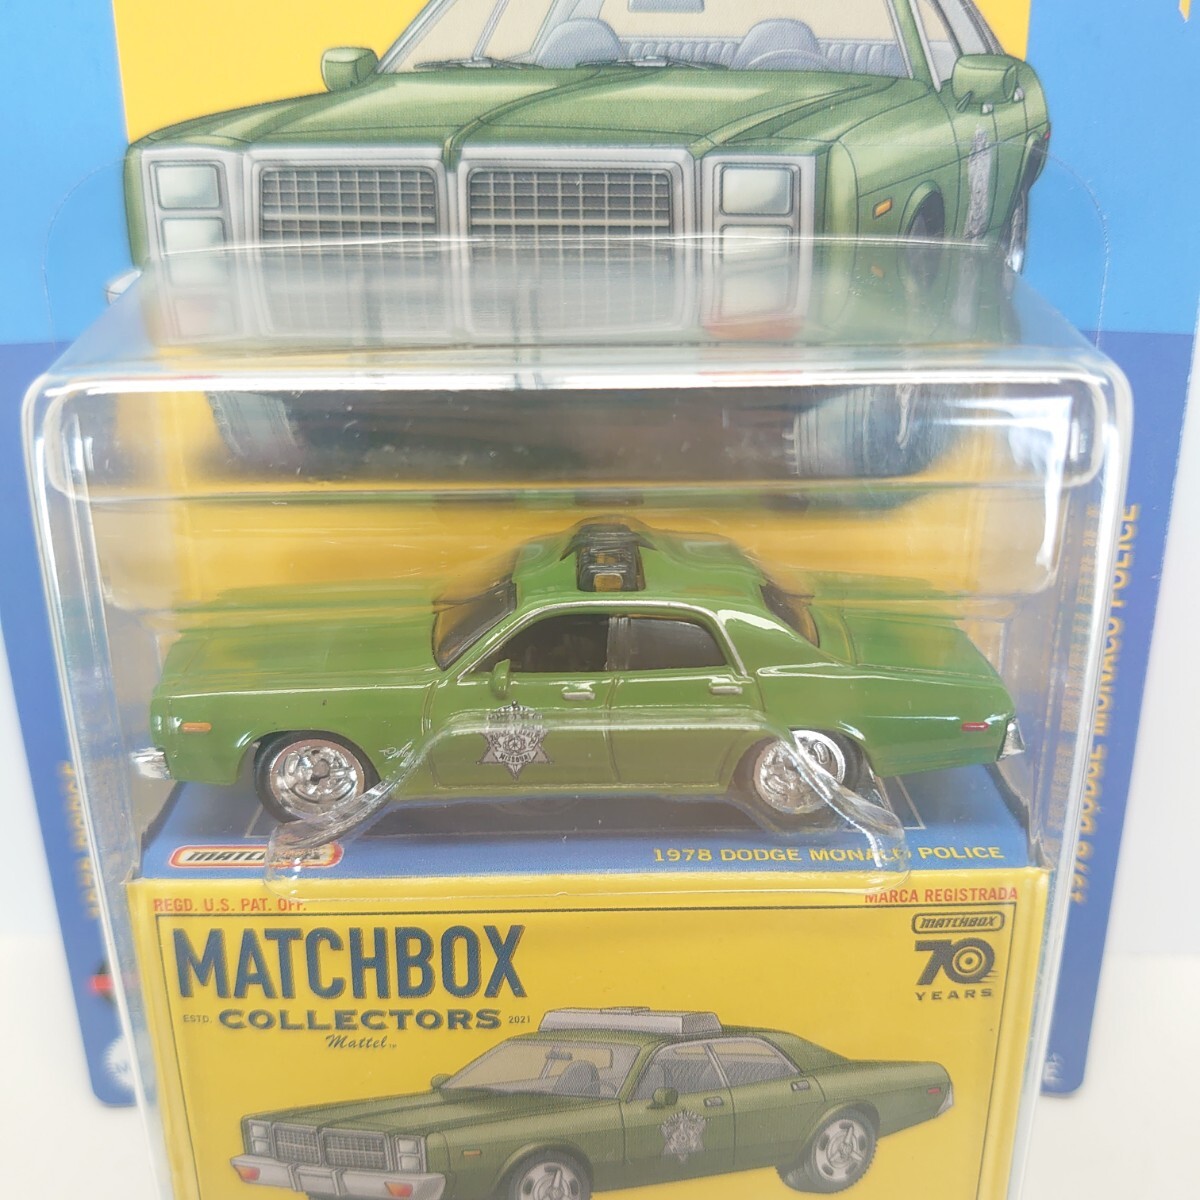 1978 DODGE MONACO POLICE
MISSOURI
MATCHBOX
1978 DODGE MONACO POLICE
REGD. U.S. PAT. OFF.
MARCA REGISTRADA
MATCHBOX
MATCHBOX
70
YEARS
ESTD. COLLECTORS 2021
Mattel